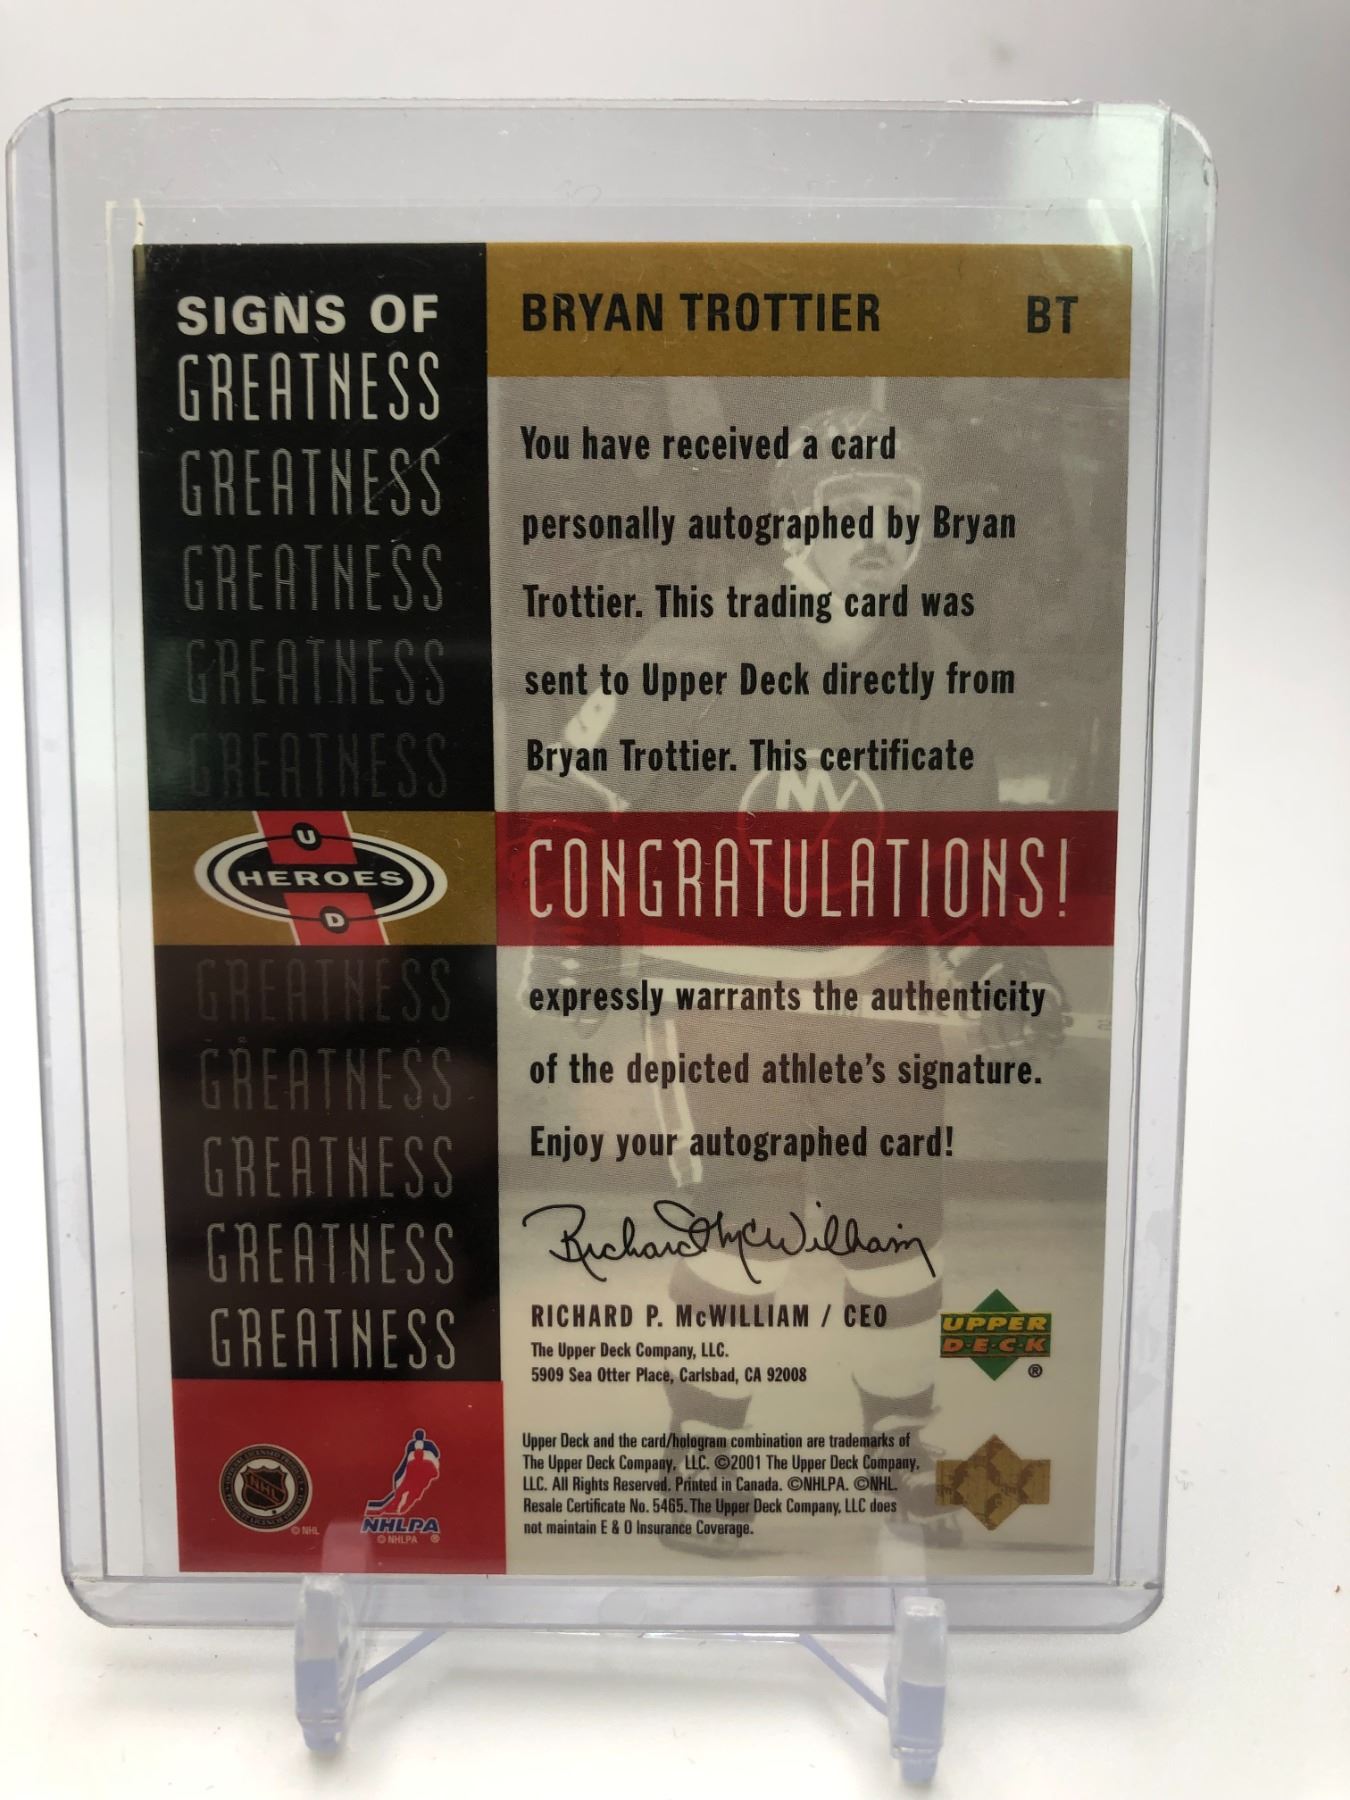 SIGNS OF
GREATNESS
GREATNESS
GREATNESS
GREATNESS
GREATNESS
U
HEROES
D
GREATNESS
GREATNESS
GREATNESS
GREATNESS
GREATNESS
NHL
© NHL
NHLPA
© NHLPA ®
BRYAN TROTTIER BT
You have received a card
personally autographed by Bryan
Trottier. This trading card was
sent to Upper Deck directly from
Bryan Trottier. This certificate
NY
CONGRATULATIONS!
expressly warrants the authenticity
of the depicted athlete's signature.
Enjoy your autographed card!
Richard McWilliam
RICHARD P. McWILLIAM / CEO
The Upper Deck Company, LLC.
5909 Sea Otter Place, Carlsbad, CA 92008
UPPER
D·E·C·K
®
Upper Deck and the card/hologram combination are trademarks of
The Upper Deck Company, LLC. ©2001 The Upper Deck Company,
LLC. All Rights Reserved. Printed in Canada. ©NHLPA. ©NHL.
Resale Certificate No. 5465. The Upper Deck Company, LLC does
not maintain E & O Insurance Coverage.